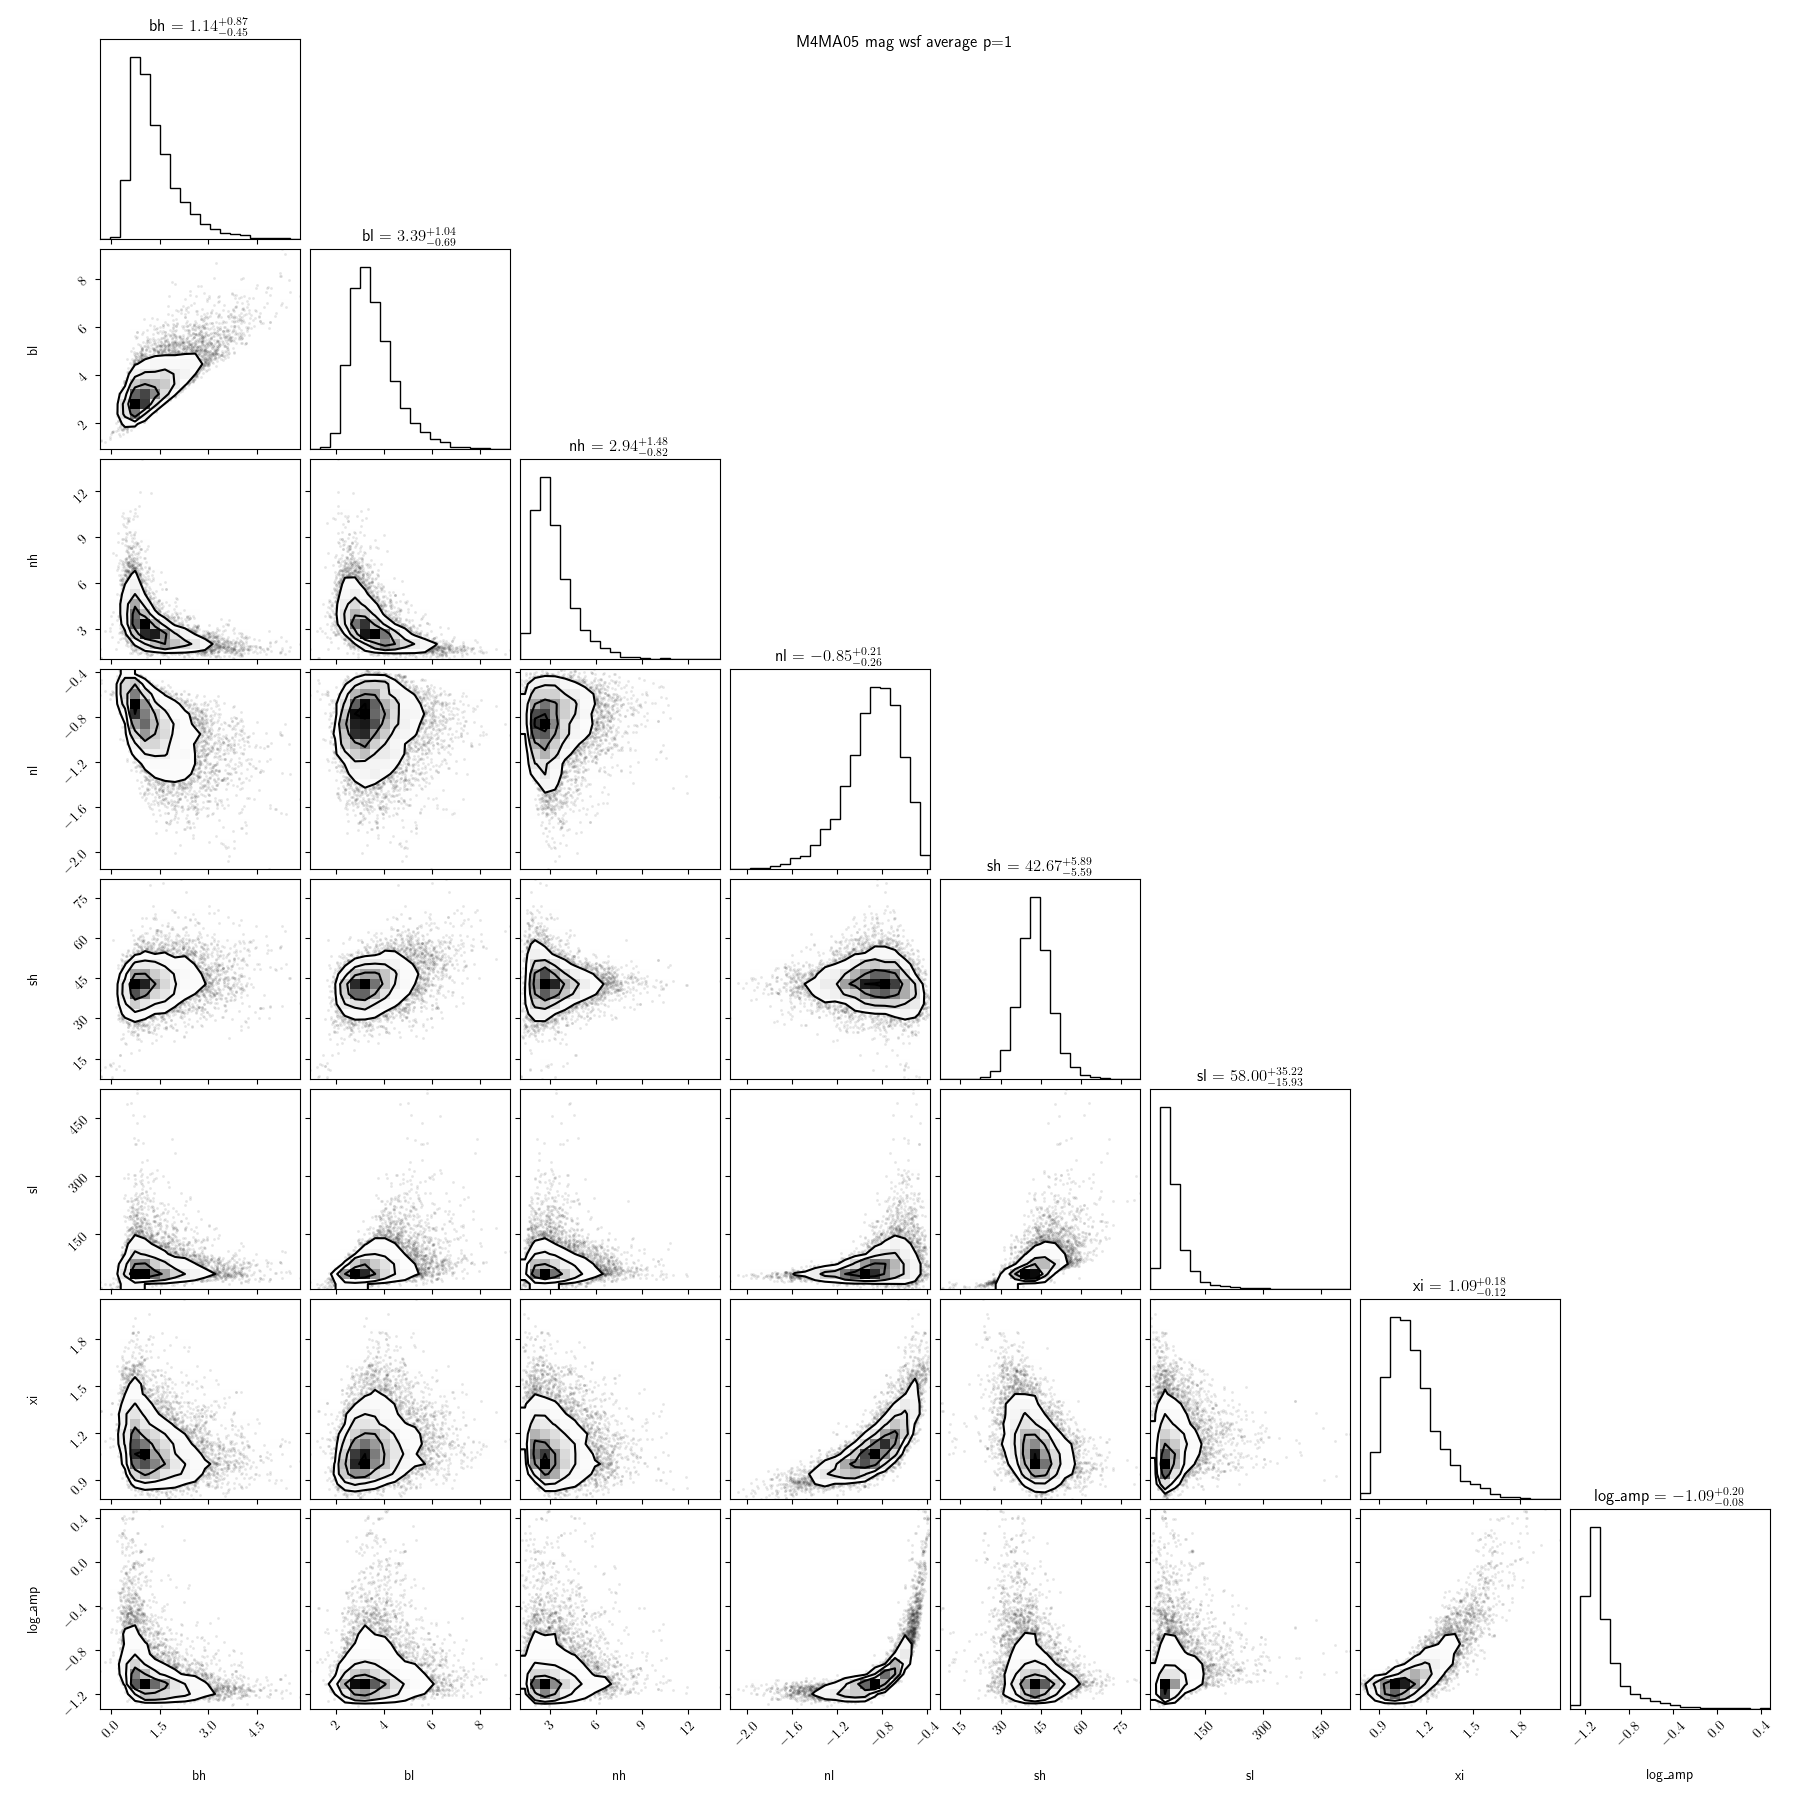 M4MA05 mag wsf average p=1
bh = 1.14 +0.87 −0.45
bl = 3.39 +1.04 −0.69
8
6
4
2
bl
nh = 2.94 +1.48 −0.82
12
9
6
3
nh
nl = −0.85 +0.21 −0.26
−0.4
−0.8
−1.2
−1.6
−2.0
nl
sh = 42.67 +5.89 −5.59
75
60
45
30
15
sh
sl = 58.00 +35.22 −15.93
450
300
150
sl
xi = 1.09 +0.18 −0.12
1.8
1.5
1.2
0.9
xi
log_amp = −1.09 +0.20 −0.08
0.4
0.0
−0.4
−0.8
−1.2
log_amp
0.0 1.5 3.0 4.5 2 4 6 8 3 6 9 12 −2.0 −1.6 −1.2 −0.8 −0.4 15 30 45 60 75 150 300 450 0.9 1.2 1.5 1.8 −1.2 −0.8 −0.4 0.0 0.4
bh bl nh nl sh sl xi log_amp